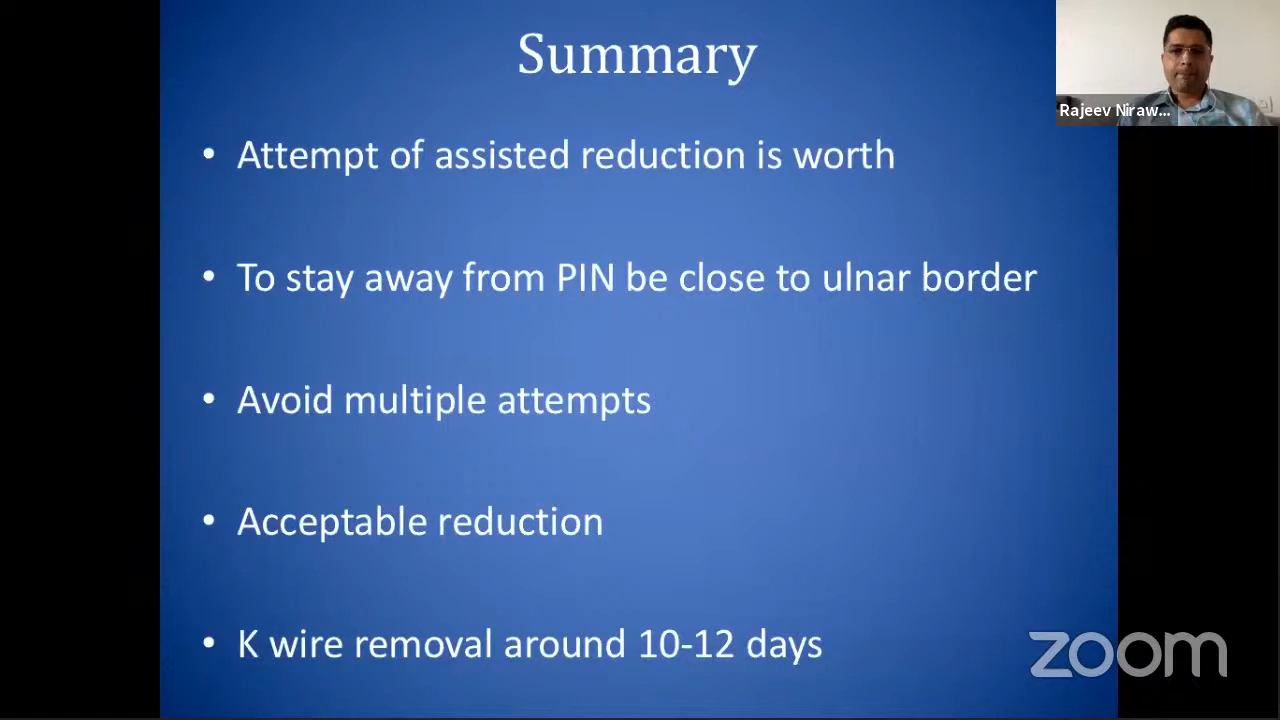 Summary
Rajeev Niraw...
• Attempt of assisted reduction is worth
• To stay away from PIN be close to ulnar border
• Avoid multiple attempts
• Acceptable reduction
• K wire removal around 10-12 days
zoom